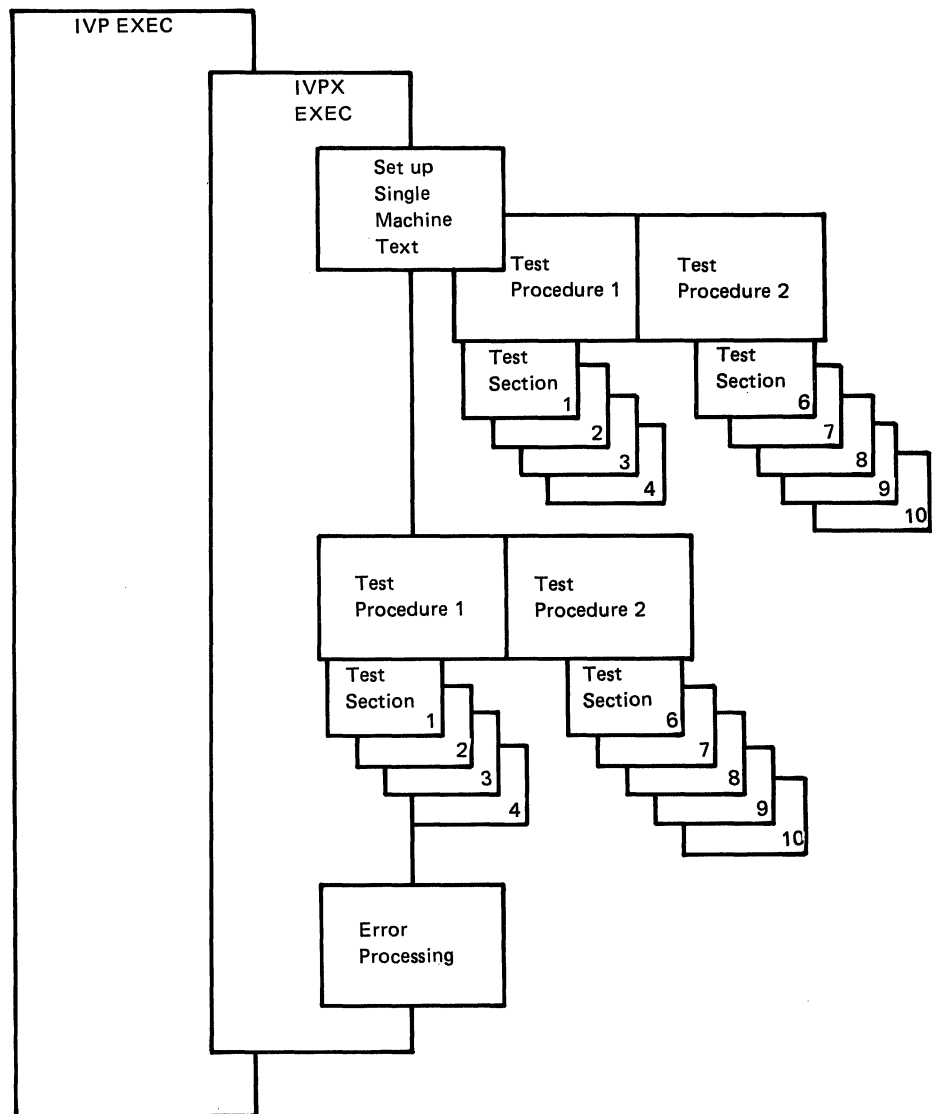 IVP EXEC
IVPX
EXEC
Set up
Single
Machine
Text
Test
Procedure 1
Test
Procedure 2
Test
Section
1
2
3
4
Test
Section
6
7
8
9
10
Test
Procedure 1
Test
Procedure 2
Test
Section
1
2
3
4
Test
Section
6
7
8
9
10
Error
Processing